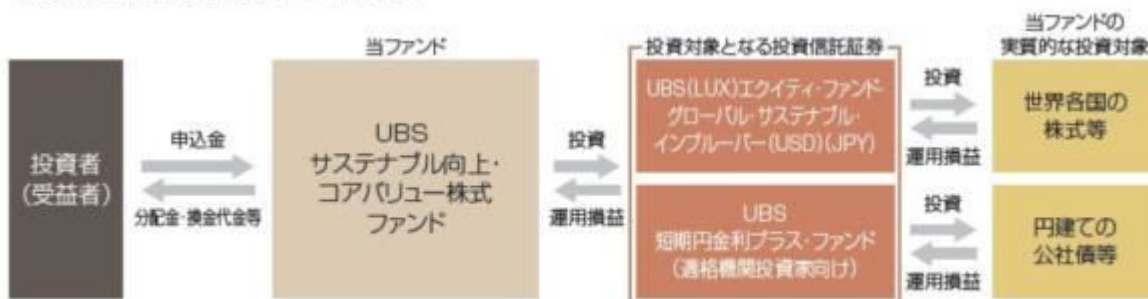 当ファンド
投資対象となる投資信託証券
当ファンドの
実質的な投資対象
投資者
(受益者)
申込金
分配金・換金代金等
UBS
サステナブル向上・
コアバリュー株式
ファンド
投資
運用損益
UBS(LUX)エクイティ・ファンド-
グローバル・サステナブル・
インプルーバー(USD)(JPY)
投資
運用損益
世界各国の
株式等
UBS
短期円金利プラス・ファンド
(適格機関投資家向け)
投資
運用損益
円建ての
公社債等